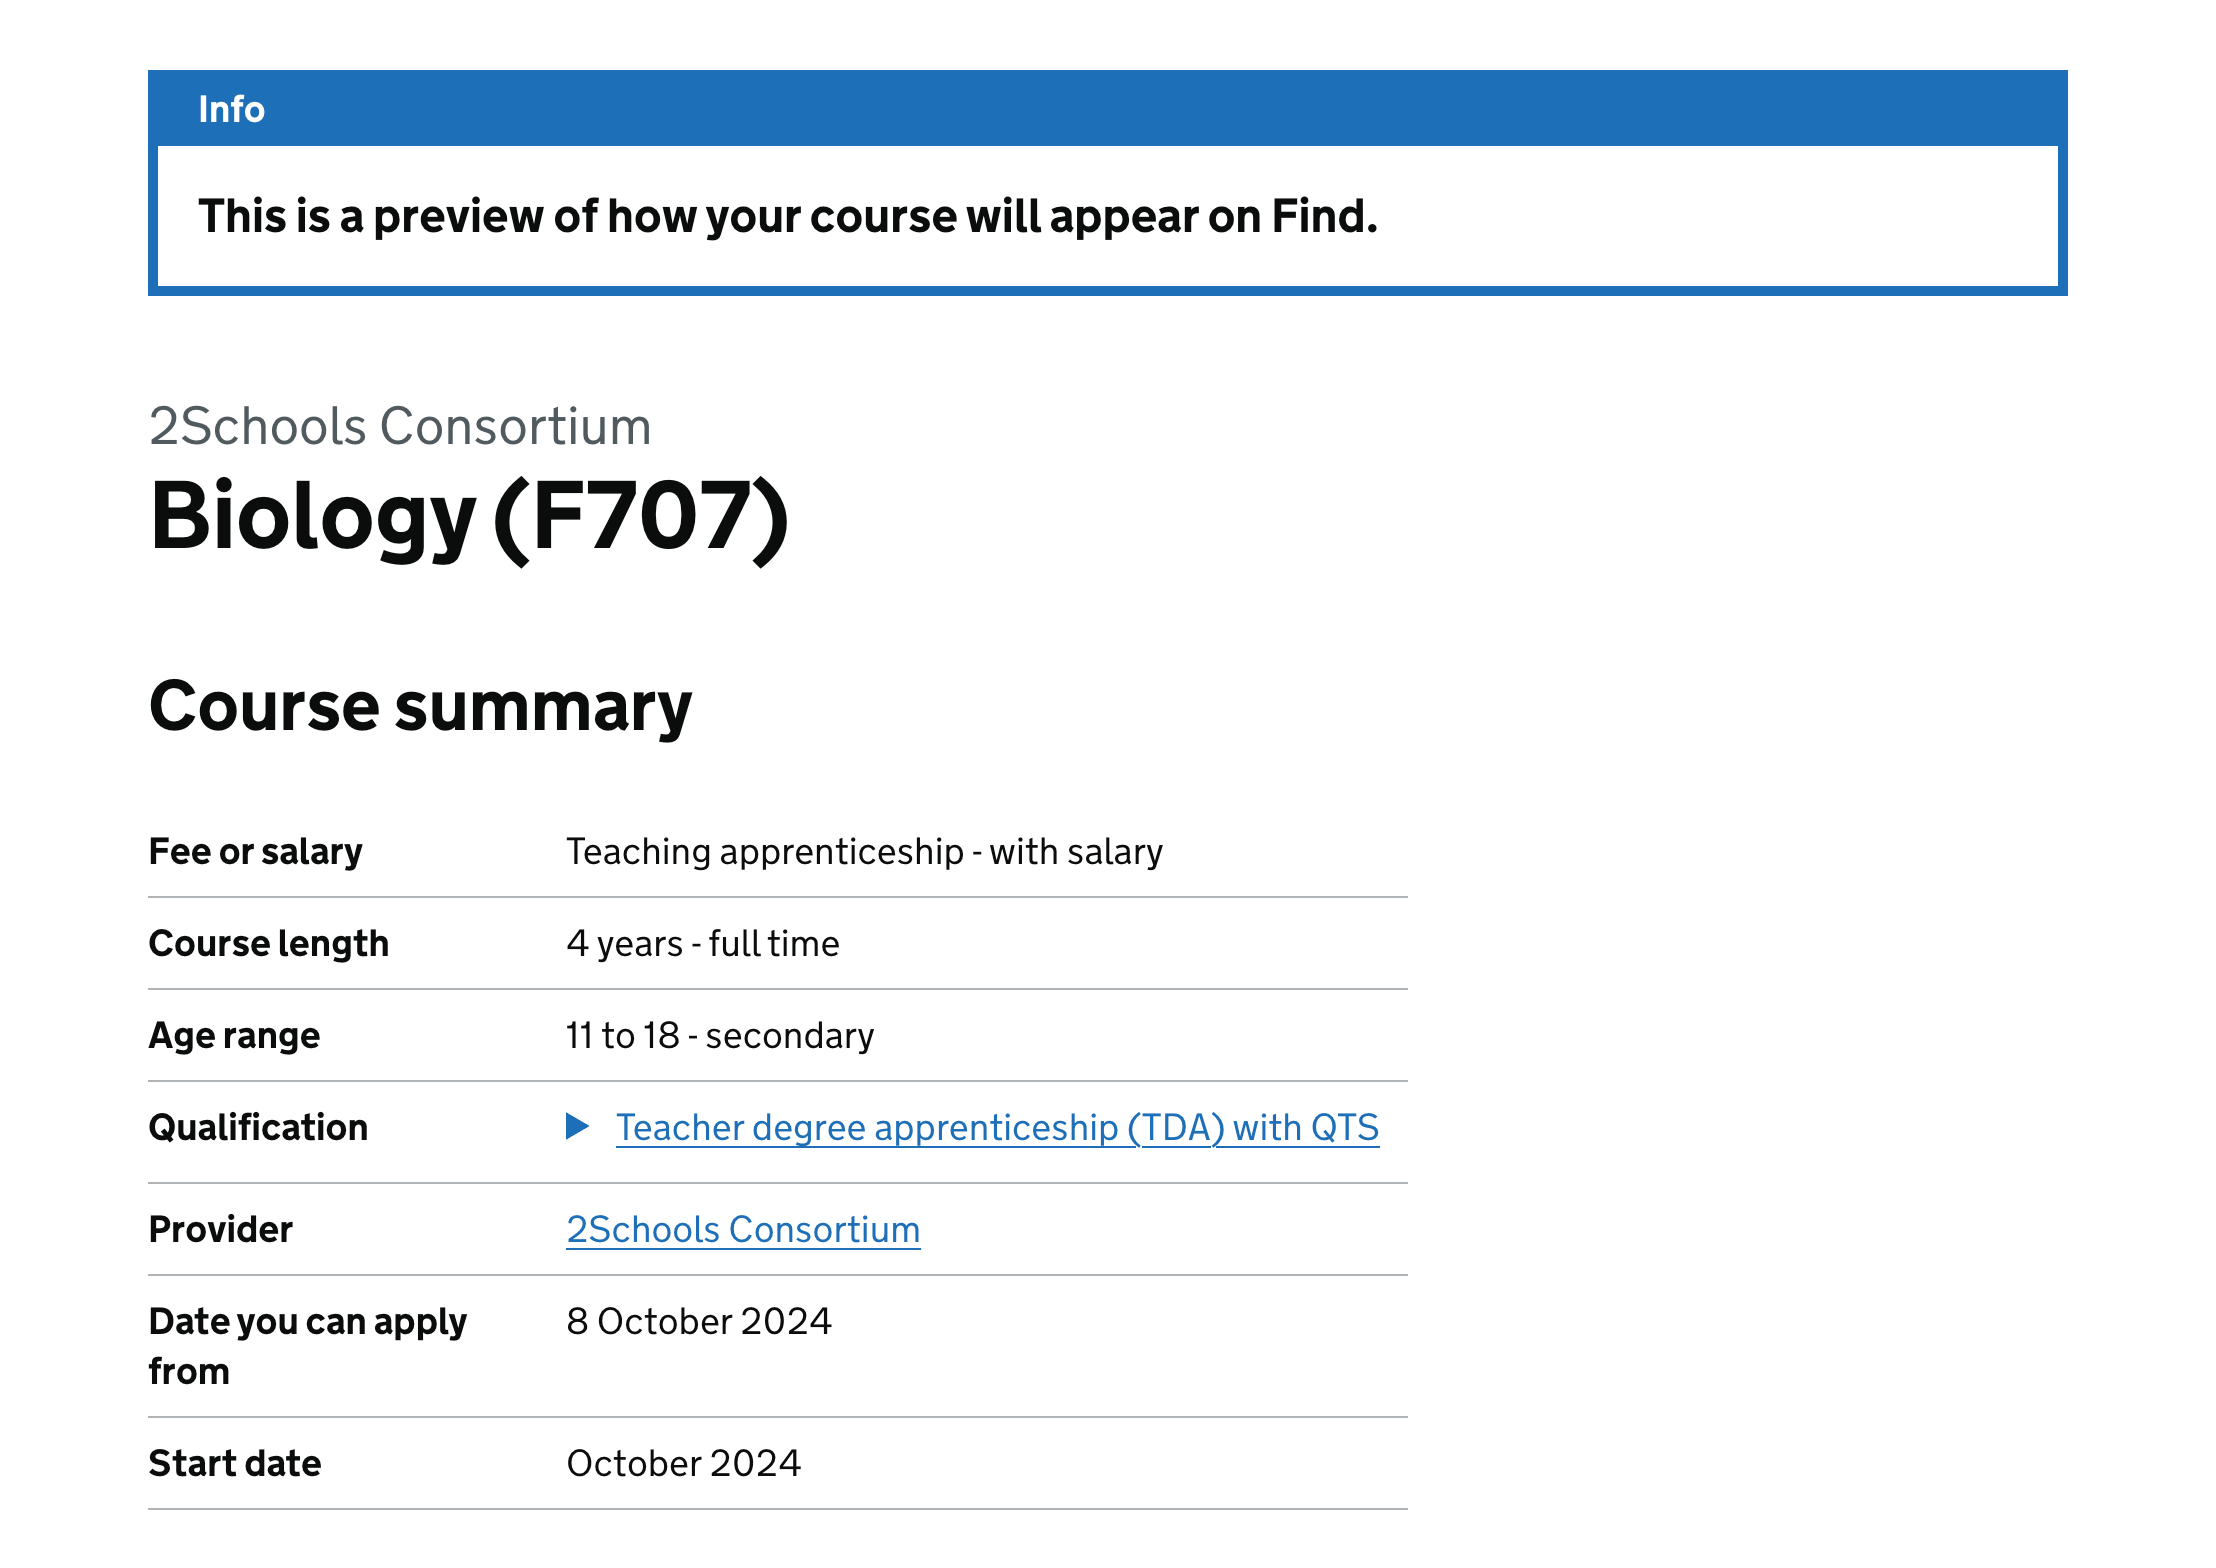 Info
This is a preview of how your course will appear on Find.
2Schools Consortium
Biology (F707)
Course summary
Fee or salary Teaching apprenticeship - with salary
Course length 4 years - full time
Age range 11 to 18 - secondary
Qualification Teacher degree apprenticeship (TDA) with QTS
Provider 2Schools Consortium
Date you can apply 8 October 2024
from
Start date October 2024